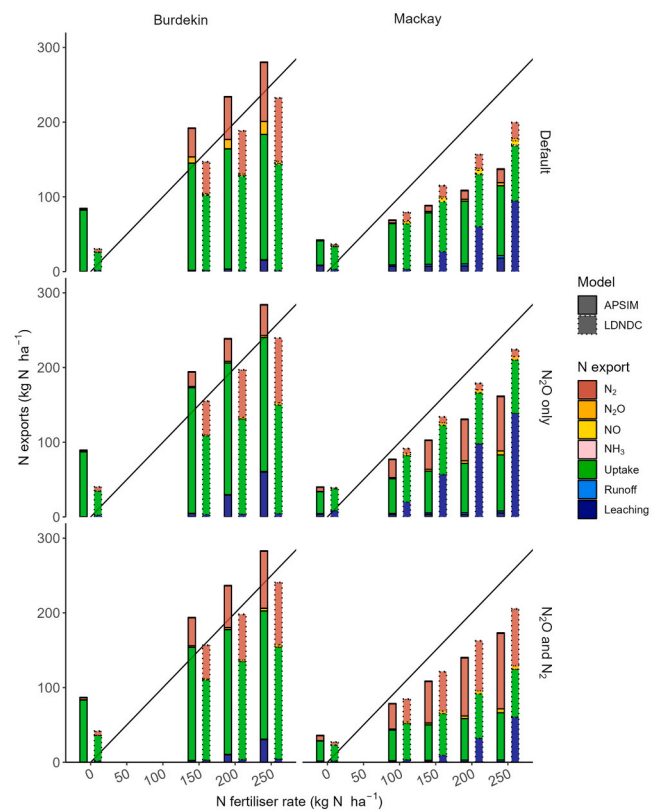 Burdekin
Mackay
300
200
100
0
Default
300
200
100
0
N₂O only
300
200
100
0
N₂O and N₂
N exports (kg N ha⁻¹)
0 50 100 150 200 250
0 50 100 150 200 250
N fertiliser rate (kg N ha⁻¹)
Model
APSIM
LDNDC
N export
N₂
N₂O
NO
NH₃
Uptake
Runoff
Leaching